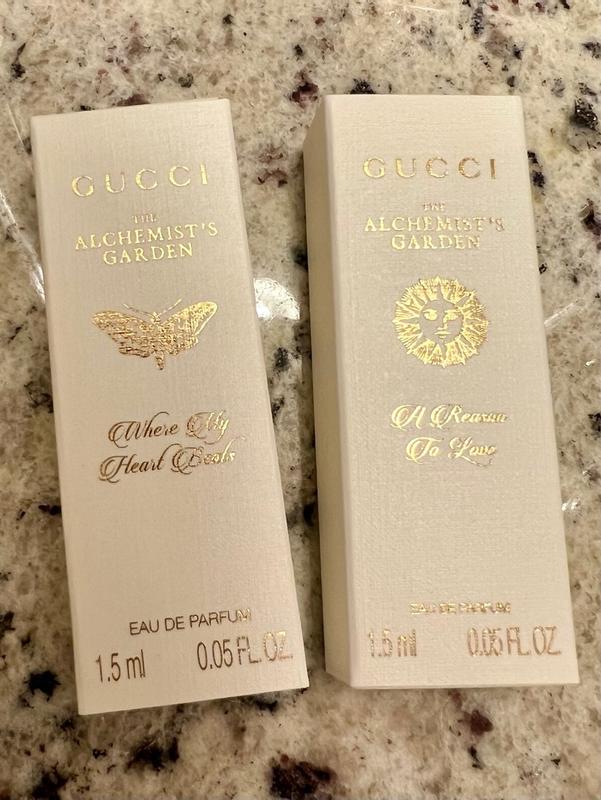 GUCCI
THE
ALCHEMIST'S
GARDEN
Where My
Heart Beats
EAU DE PARFUM
1.5 ml 0.05 FL. OZ.
GUCCI
THE
ALCHEMIST'S
GARDEN
A Reason
To Love
EAU DE PARFUM
1.5 ml 0.05 FL. OZ.